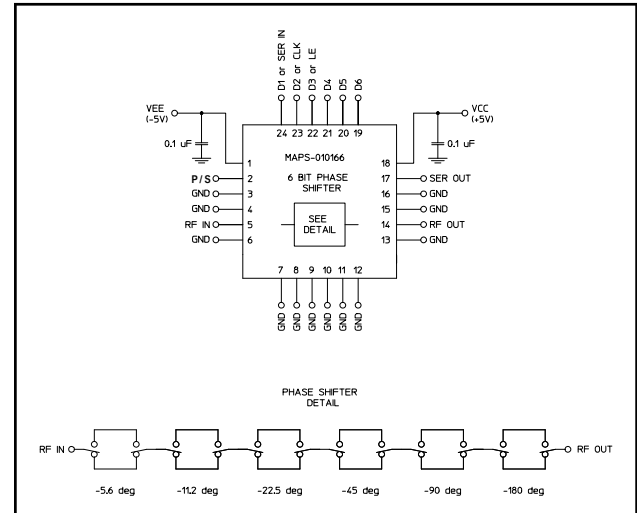 D1 or SER IN
D2 or CLK
D3 or LE
D4
D5
D6
VEE
(-5V)
VCC
(+5V)
0.1 uF
0.1 uF
24 23 22 21 20 19
MAPS-010166
6 BIT PHASE
SHIFTER
SEE
DETAIL
1
P/S 2
GND 3
GND 4
RF IN 5
GND 6
18
17 SER OUT
16 GND
15 GND
14 RF OUT
13 GND
7 8 9 10 11 12
GND GND GND GND GND GND
PHASE SHIFTER
DETAIL
RF IN
RF OUT
-5.6 deg -11.2 deg -22.5 deg -45 deg -90 deg -180 deg